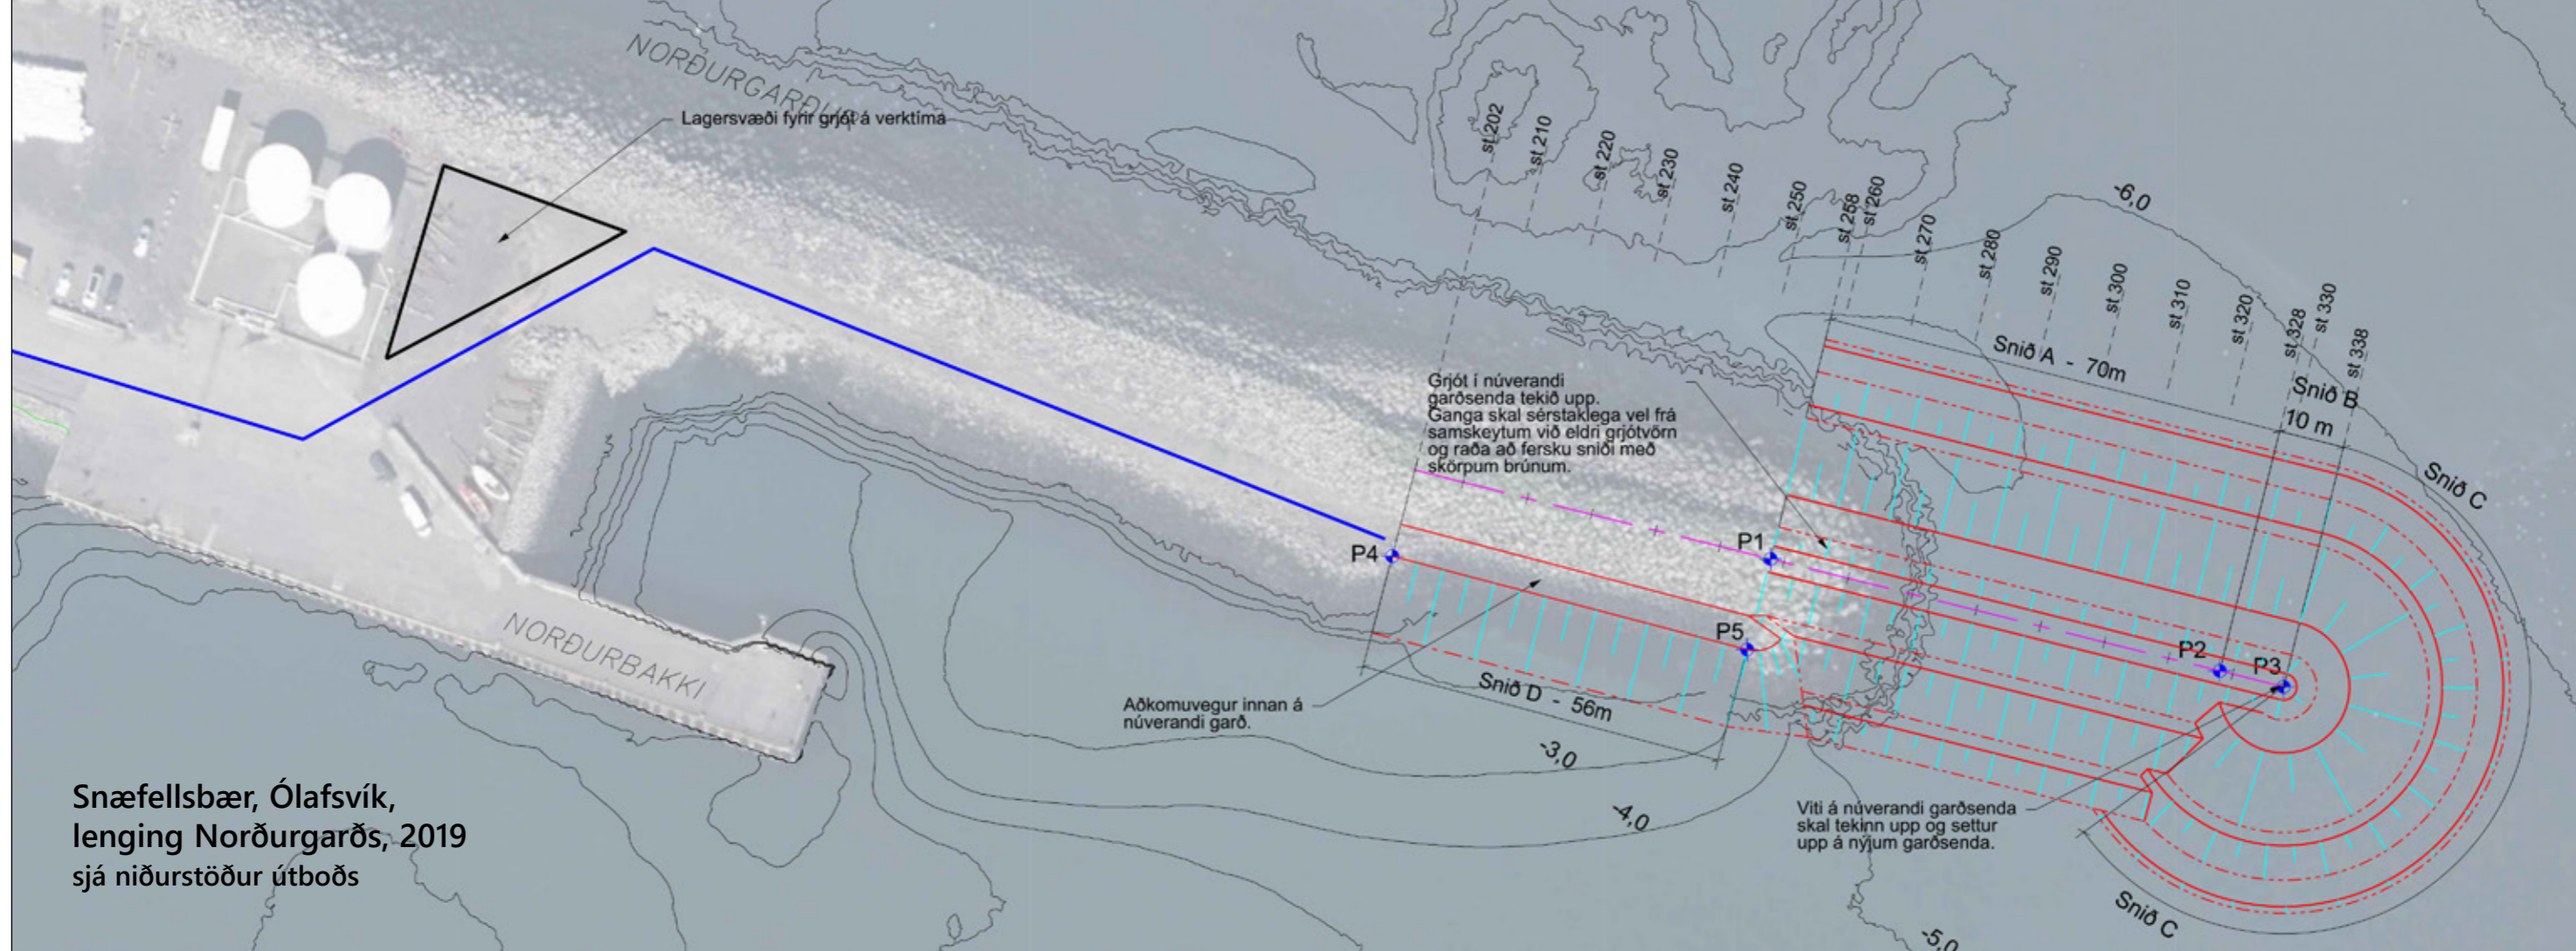 NORÐURGARÐUR
Lagersvæði fyrir grjót á verktíma
st 202
st 210
st 220
st 230
st 240
st 250
st 258
st 260
st 270
st 280
st 290
st 300
st 310
st 320
st 328
st 330
st 338
-6,0
Snið A - 70m
Snið B
10 m
Snið C
Grjót í núverandi
garðsenda tekið upp.
Ganga skal sérstaklega vel frá
samskeytum við eldri grjótvörn
og raða að fersku sniði með
skörpum brúnum.
P4
P1
P5
P2
P3
NORÐURBAKKI
Aðkomuvegur innan á
núverandi garð.
Snið D - 56m
-3,0
-4,0
Viti á núverandi garðsenda
skal tekinn upp og settur
upp á nýjum garðsenda.
Snið C
-5,0
Snæfellsbær, Ólafsvík,
lenging Norðurgarðs, 2019
sjá niðurstöður útboðs